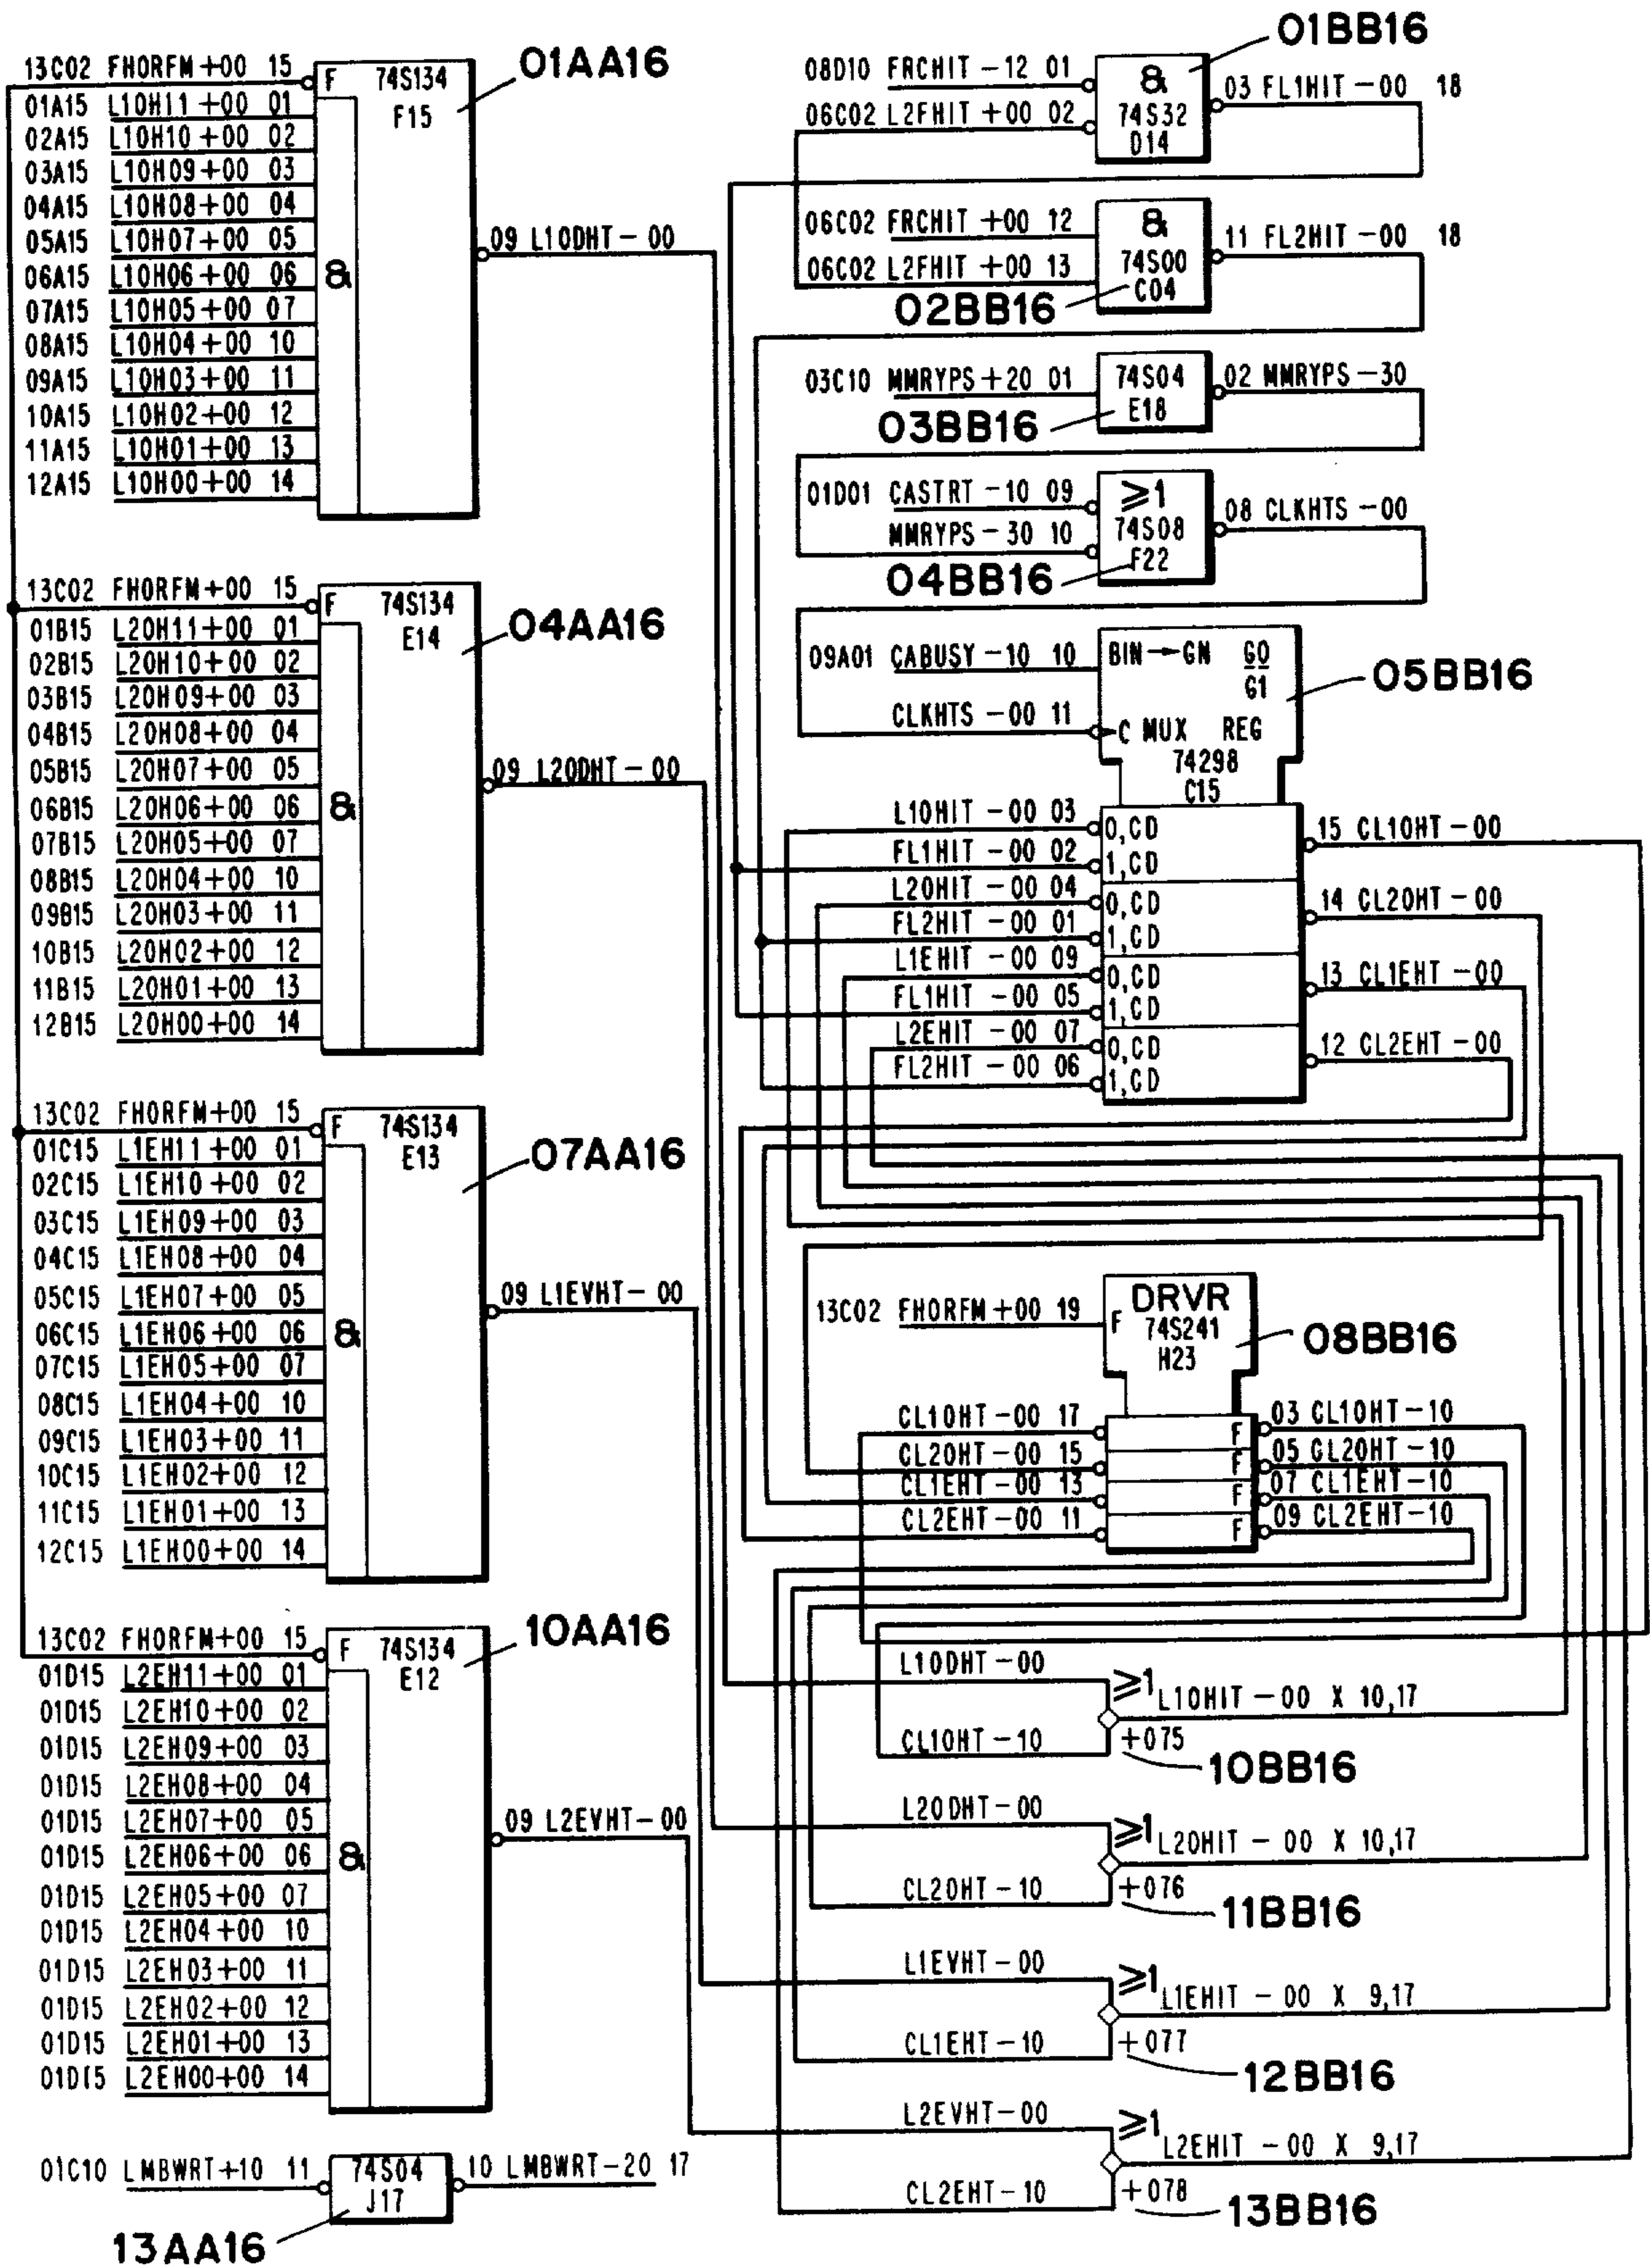 13C02 FHORFM+00 15 F 74S134 01AA16
01A15 L10H11+00 01 F15
02A15 L10H10+00 02
03A15 L10H09+00 03
04A15 L10H08+00 04
05A15 L10H07+00 05 09 L10DHT-00
06A15 L10H06+00 06 &
07A15 L10H05+00 07
08A15 L10H04+00 10
09A15 L10H03+00 11
10A15 L10H02+00 12
11A15 L10H01+00 13
12A15 L10H00+00 14
13C02 FHORFM+00 15 F 74S134
01B15 L20H11+00 01 E14 04AA16
02B15 L20H10+00 02
03B15 L20H09+00 03
04B15 L20H08+00 04
05B15 L20H07+00 05 09 L20DHT-00
06B15 L20H06+00 06 &
07B15 L20H05+00 07
08B15 L20H04+00 10
09B15 L20H03+00 11
10B15 L20H02+00 12
11B15 L20H01+00 13
12B15 L20H00+00 14
13C02 FHORFM+00 15 F 74S134
01C15 L1EH11+00 01 E13 07AA16
02C15 L1EH10+00 02
03C15 L1EH09+00 03
04C15 L1EH08+00 04
05C15 L1EH07+00 05 09 L1EVHT-00
06C15 L1EH06+00 06 &
07C15 L1EH05+00 07
08C15 L1EH04+00 10
09C15 L1EH03+00 11
10C15 L1EH02+00 12
11C15 L1EH01+00 13
12C15 L1EH00+00 14
13C02 FHORFM+00 15 F 74S134 10AA16
01D15 L2EH11+00 01 E12
01D15 L2EH10+00 02
01D15 L2EH09+00 03
01D15 L2EH08+00 04
01D15 L2EH07+00 05 09 L2EVHT-00
01D15 L2EH06+00 06 &
01D15 L2EH05+00 07
01D15 L2EH04+00 10
01D15 L2EH03+00 11
01D15 L2EH02+00 12
01D15 L2EH01+00 13
01D15 L2EH00+00 14
01C10 LMBWRT+10 11 74S04 10 LMBWRT-20 17
J17
13AA16
01BB16
08D10 FRCHIT-12 01 & 03 FL1HIT-00 18
06C02 L2FHIT+00 02 74S32
D14
06C02 FRCHIT+00 12 & 11 FL2HIT-00 18
06C02 L2FHIT+00 13 74S00
02BB16 C04
03C10 MMRYPS+20 01 74S04 02 MMRYPS-30
03BB16 E18
01D01 CASTRT-10 09 ≥1 08 CLKHTS-00
MMRYPS-30 10 74S08
04BB16 F22
09A01 CABUSY-10 10 BIN→GN G0
G1 05BB16
CLKHTS-00 11 C MUX REG
74298
C15
L10HIT-00 03 0,CD 15 CL10HT-00
FL1HIT-00 02 1,CD
L20HIT-00 04 0,CD 14 CL20HT-00
FL2HIT-00 01 1,CD
L1EHIT-00 09 0,CD 13 CL1EHT-00
FL1HIT-00 05 1,CD
L2EHIT-00 07 0,CD 12 CL2EHT-00
FL2HIT-00 06 1,CD
13C02 FHORFM+00 19 F DRVR
74S241 08BB16
H23
CL10HT-00 17 F 03 CL10HT-10
CL20HT-00 15 F 05 CL20HT-10
CL1EHT-00 13 F 07 CL1EHT-10
CL2EHT-00 11 F 09 CL2EHT-10
L10DHT-00 ≥1 L10HIT-00 X 10,17
CL10HT-10 +075
10BB16
L20DHT-00 ≥1 L20HIT-00 X 10,17
CL20HT-10 +076
11BB16
L1EVHT-00 ≥1 L1EHIT-00 X 9,17
CL1EHT-10 +077
12BB16
L2EVHT-00 ≥1 L2EHIT-00 X 9,17
CL2EHT-10 +078
13BB16